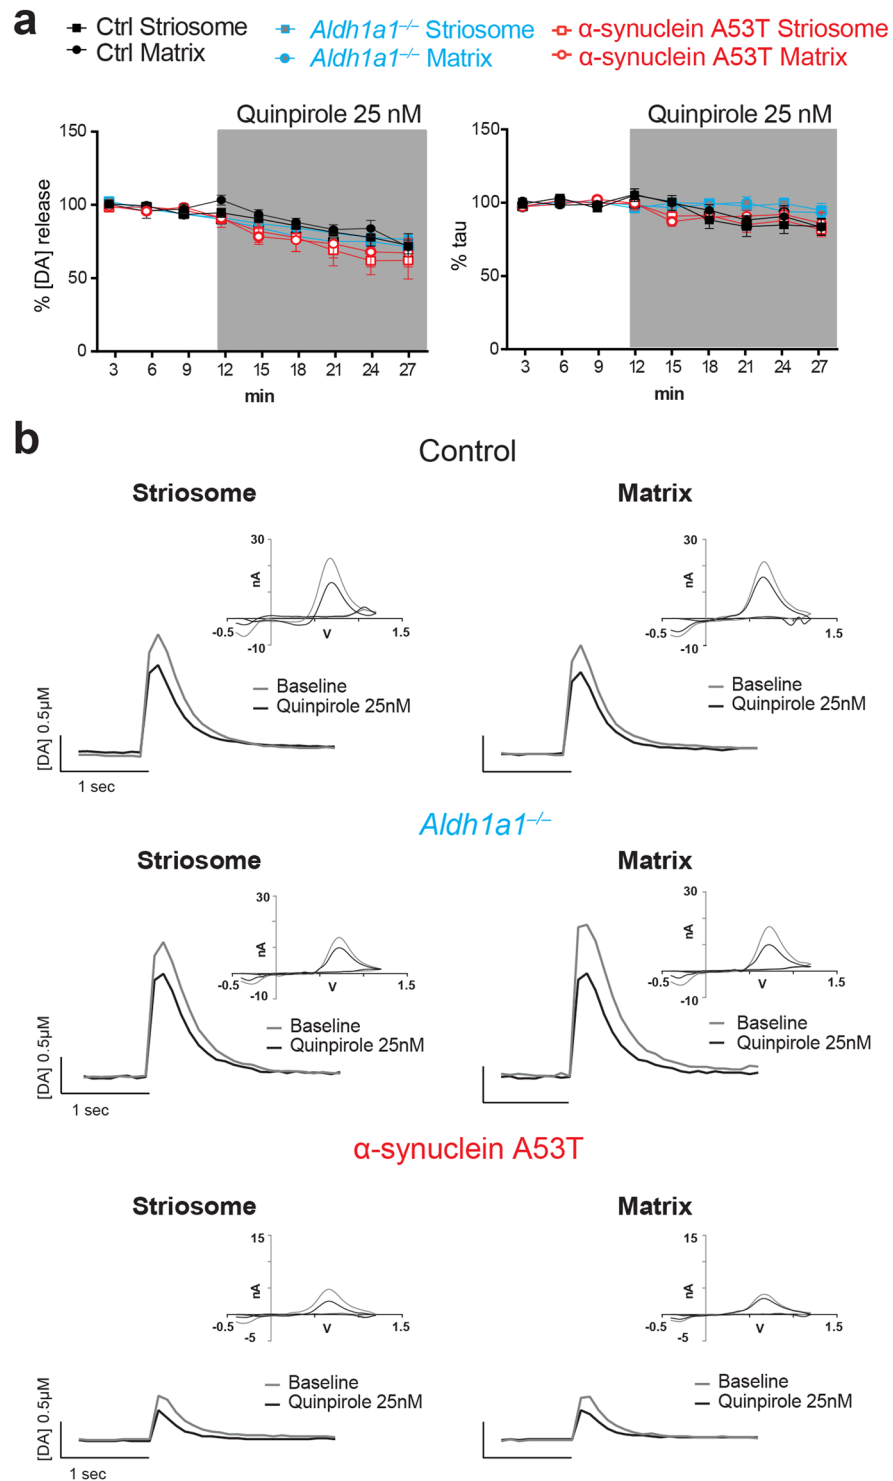 a
Ctrl Striosome
Ctrl Matrix
Aldh1a1–/– Striosome
Aldh1a1–/– Matrix
α-synuclein A53T Striosome
α-synuclein A53T Matrix
Quinpirole 25 nM
% [DA] release
150
100
50
0
3 6 9 12 15 18 21 24 27
min
Quinpirole 25 nM
% tau
150
100
50
0
3 6 9 12 15 18 21 24 27
min
b
Control
Striosome
30
nA
-0.5
V
1.5
-10
Baseline
Quinpirole 25nM
[DA] 0.5µM
1 sec
Matrix
30
nA
-0.5
V
1.5
-10
Baseline
Quinpirole 25nM
Aldh1a1–/–
Striosome
30
nA
-0.5
V
1.5
-10
Baseline
Quinpirole 25nM
[DA] 0.5µM
1 sec
Matrix
30
nA
-0.5
V
1.5
-10
Baseline
Quinpirole 25nM
α-synuclein A53T
Striosome
15
nA
-0.5
V
1.5
-5
Baseline
Quinpirole 25nM
[DA] 0.5µM
1 sec
Matrix
15
nA
-0.5
V
1.5
-5
Baseline
Quinpirole 25nM